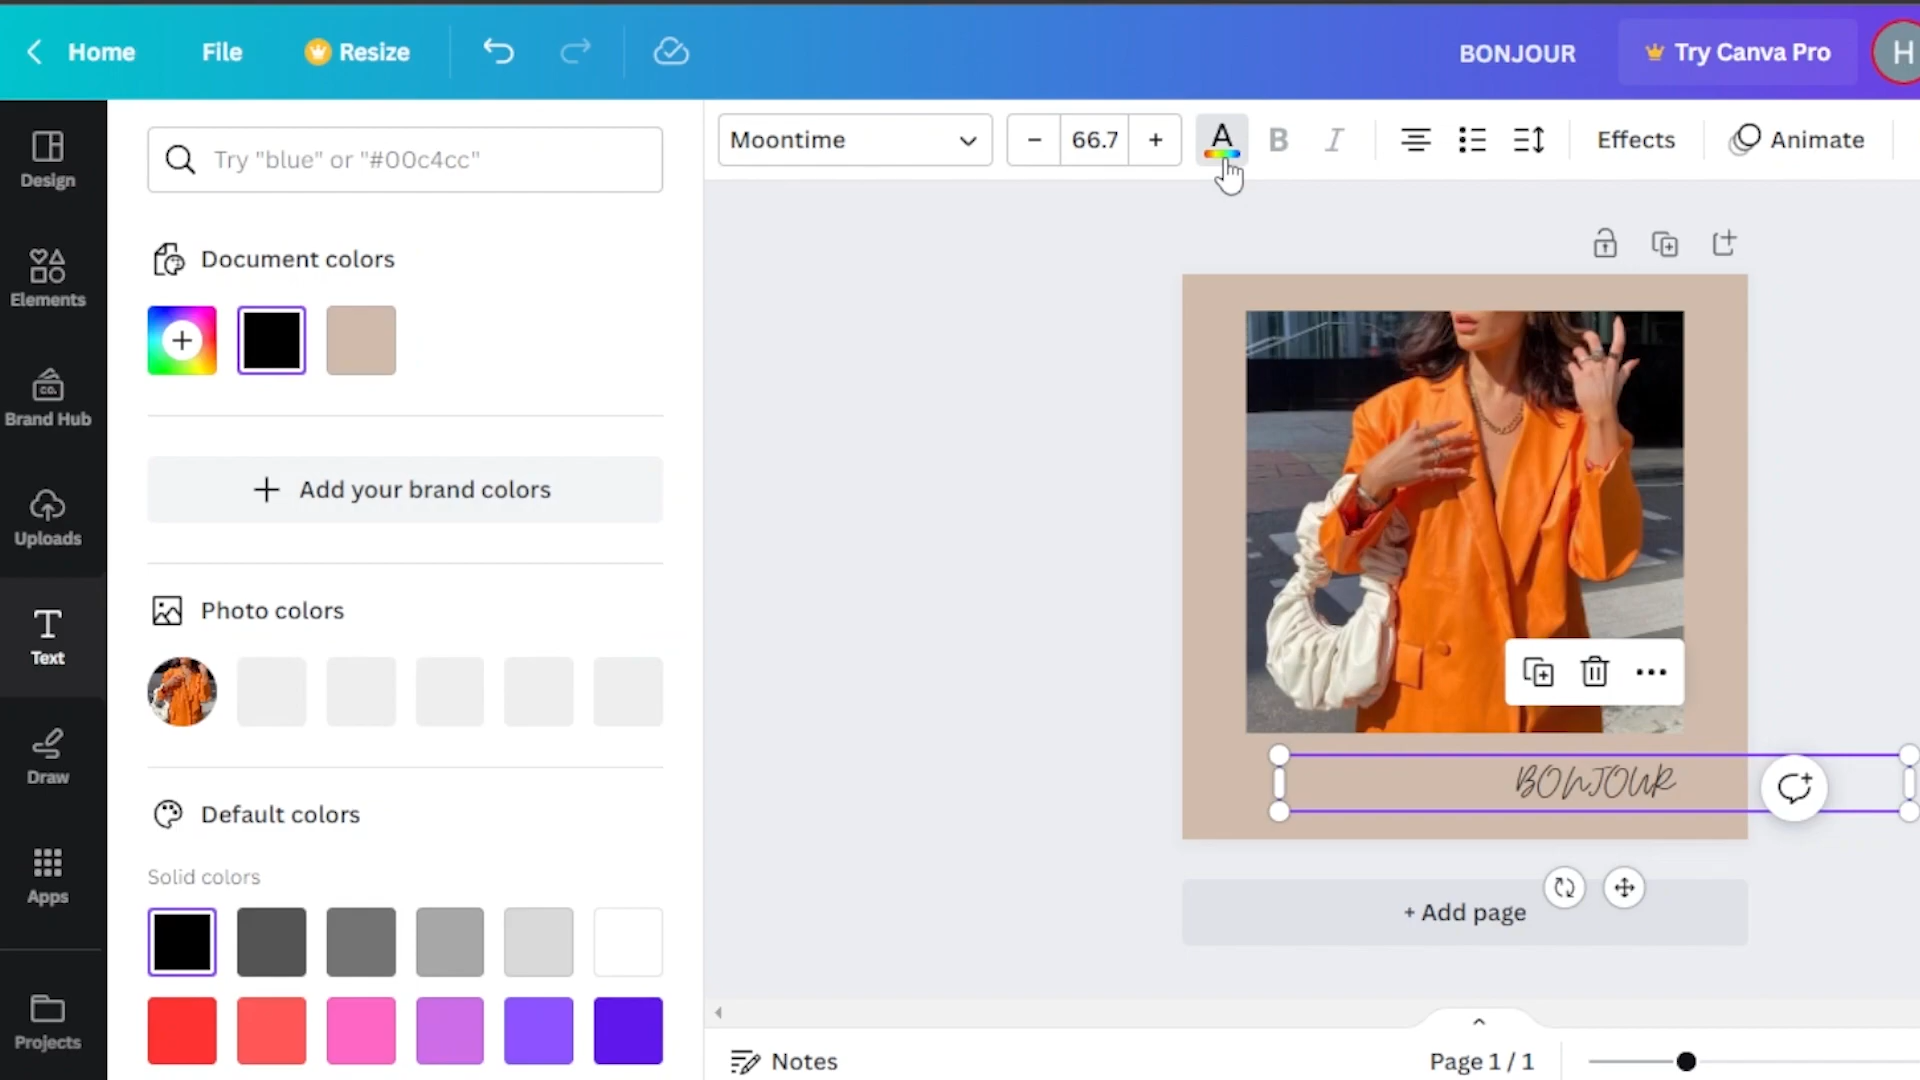 Home File Resize BONJOUR Try Canva Pro H
Design
Elements
CO.
Brand Hub
Uploads
Text
Draw
Apps
Projects
Try "blue" or "#00c4cc"
Document colors
+ Add your brand colors
Photo colors
Default colors
Solid colors
Moontime − 66.7 + A B I Effects Animate
BONJOUR
+ Add page
Notes Page 1 / 1